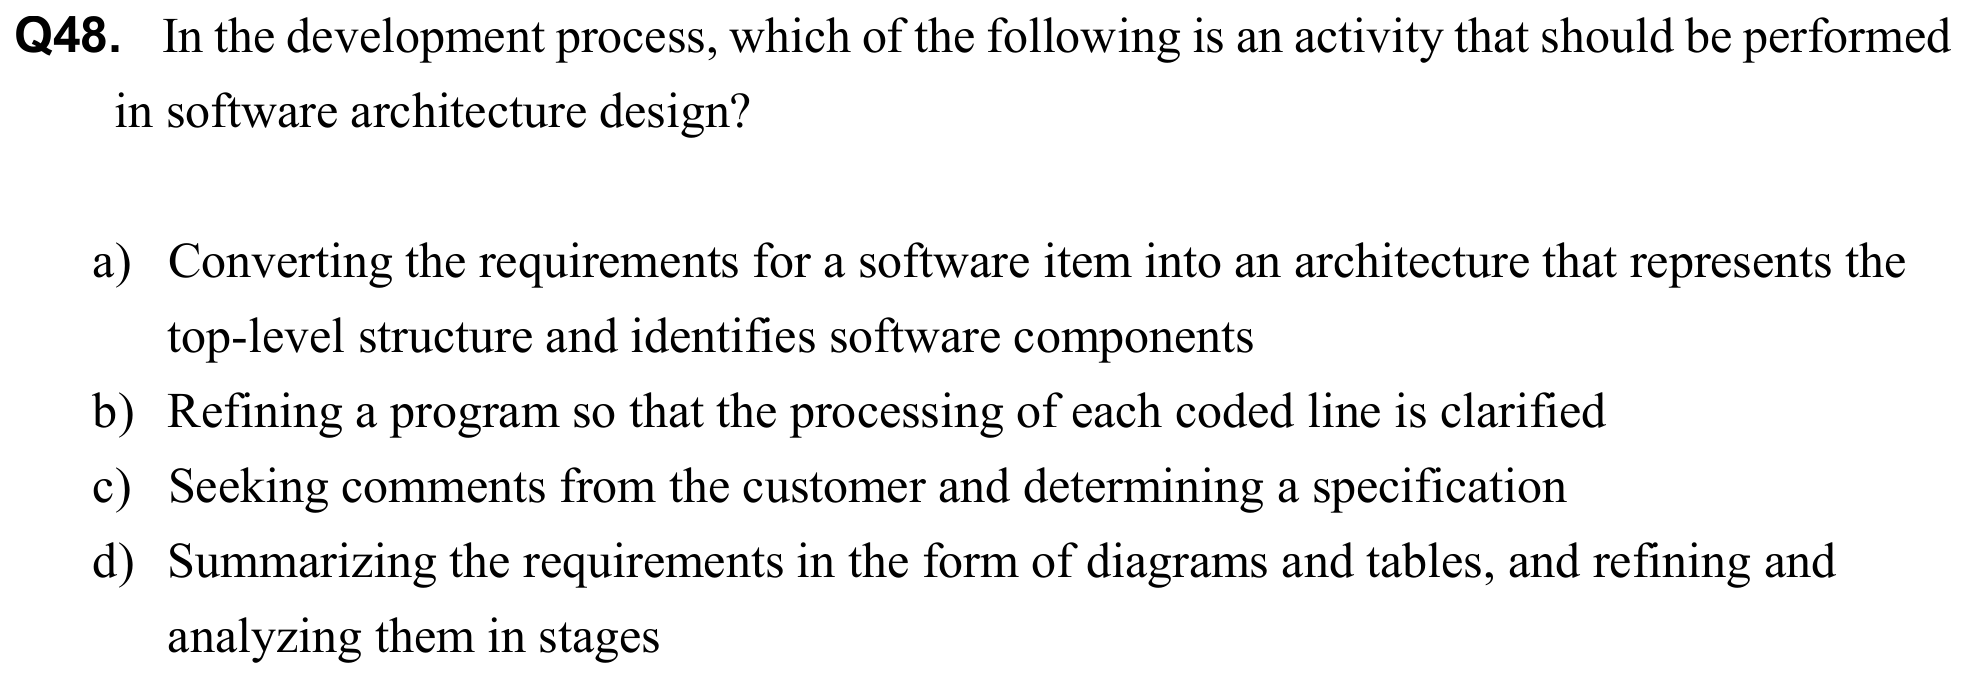 Q48. In the development process, which of the following is an activity that should be performed
in software architecture design?
a) Converting the requirements for a software item into an architecture that represents the
top-level structure and identifies software components
b) Refining a program so that the processing of each coded line is clarified
c) Seeking comments from the customer and determining a specification
d) Summarizing the requirements in the form of diagrams and tables, and refining and
analyzing them in stages